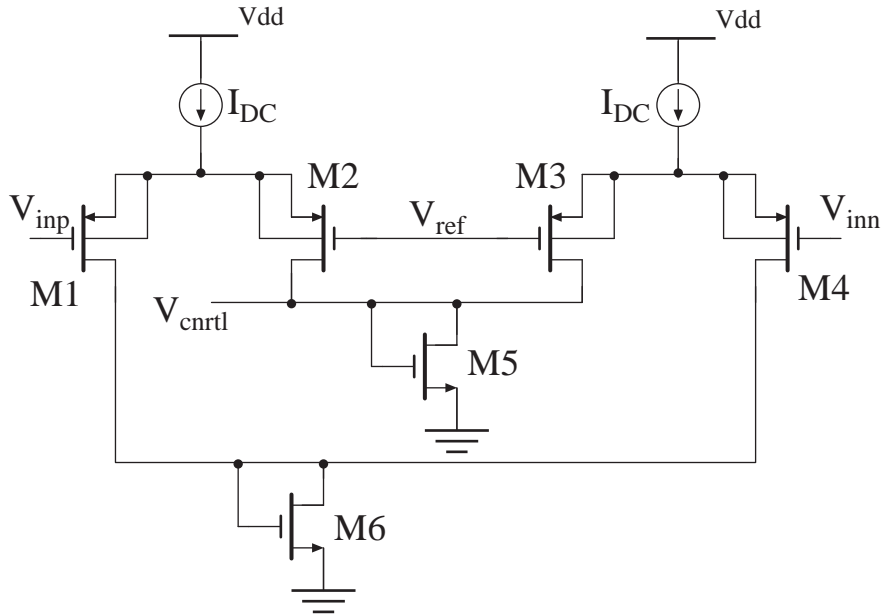 Vdd
Vdd
I_DC
I_DC
M2
M3
V_inp
V_ref
V_inn
M1
M4
V_cnrtl
M5
M6